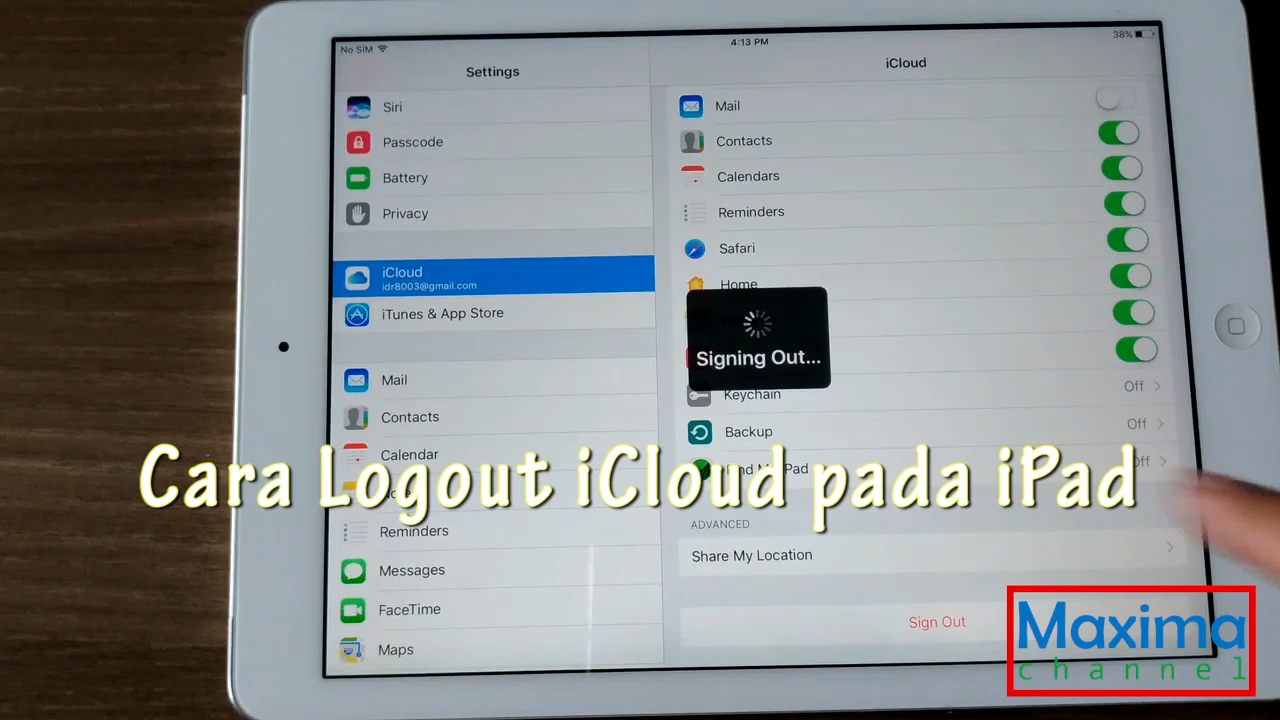 No SIM
4:13 PM
38%
Settings
iCloud
Siri
Passcode
Battery
Privacy
iCloud
idr8003@gmail.com
iTunes & App Store
Mail
Contacts
Calendar
Reminders
Messages
FaceTime
Maps
Mail
Contacts
Calendars
Reminders
Safari
Home
Signing Out...
Keychain
Off
Backup
Off
Off
Cara Logout iCloud pada iPad
ADVANCED
Share My Location
Sign Out
Maxima
channel